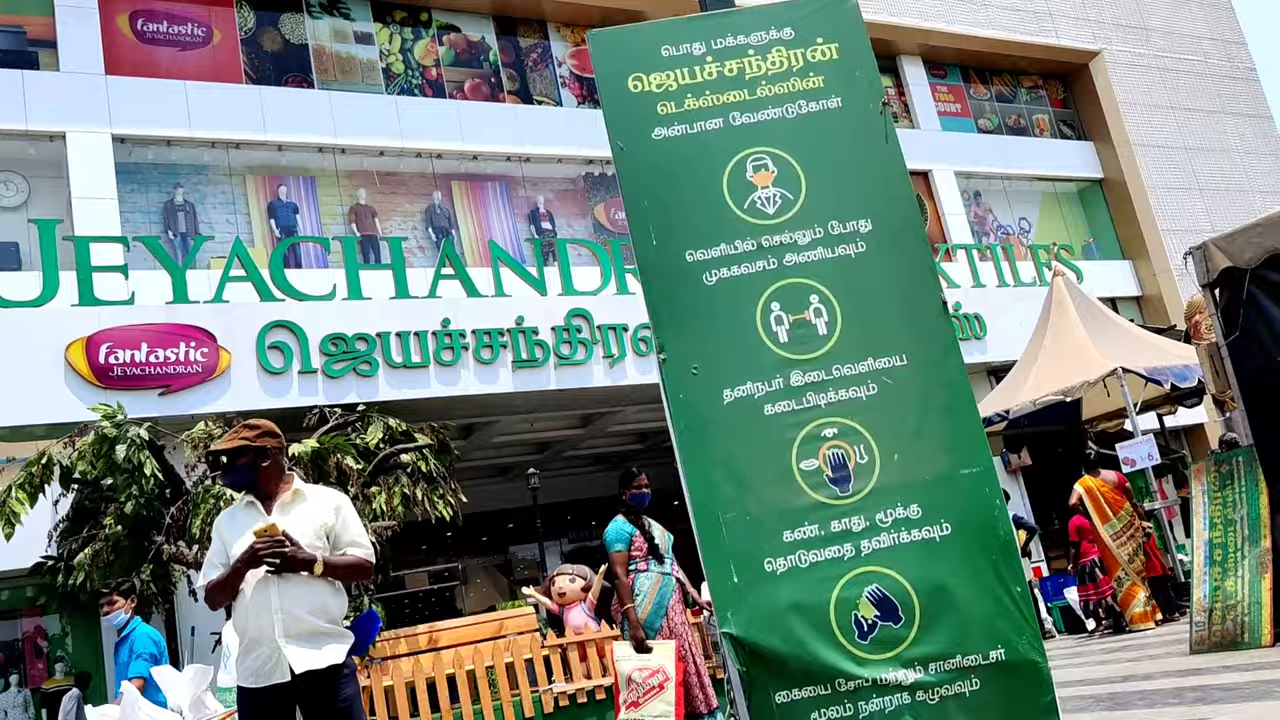 fantastic
JEYACHANDRAN
THE
FOOD
COURT
JEYACHANDR
XTILES
fantastic
JEYACHANDRAN
ஜெயச்சந்திர
பொது மக்களுக்கு
ஜெயச்சந்திரன்
டெக்ஸ்டைல்ஸின்
அன்பான வேண்டுகோள்
வெளியில் செல்லும் போது
முககவசம் அணியவும்
தனிநபர் இடைவெளியை
கடைபிடிக்கவும்
கண், காது, மூக்கு
தொடுவதை தவிர்க்கவும்
கையை சோப் மற்றும் சானிடைசர்
மூலம் நன்றாக கழுவவும்